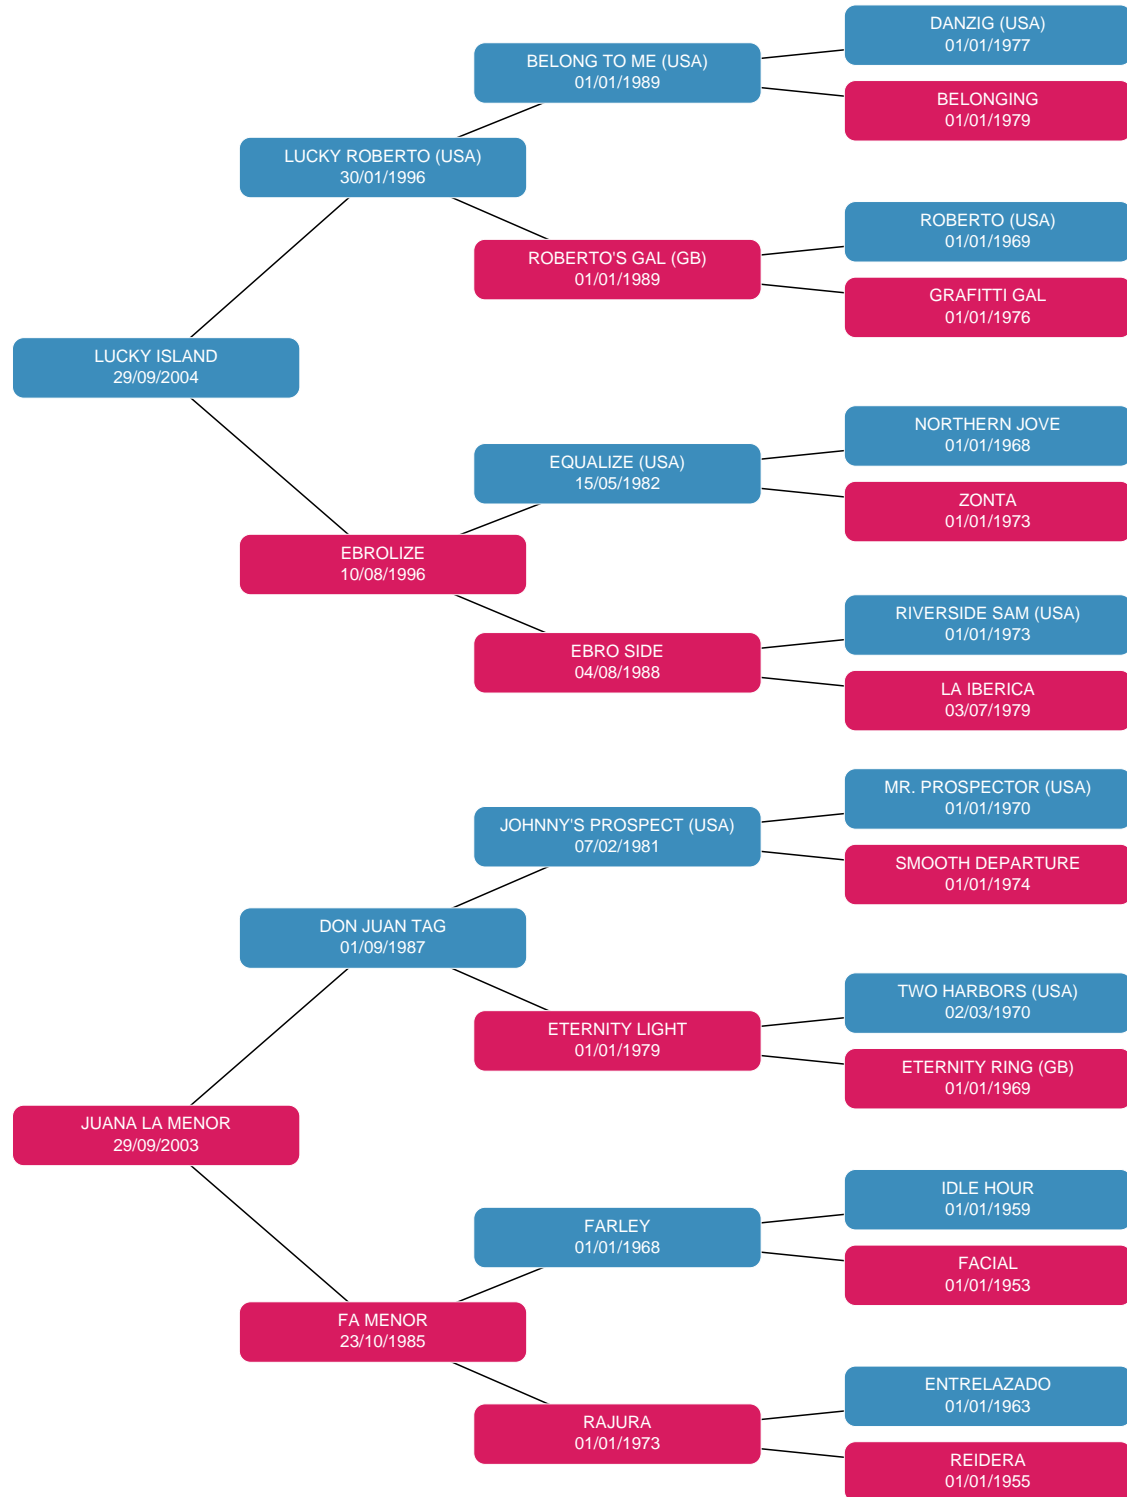 DANZIG (USA)
01/01/1977
BELONG TO ME (USA)
01/01/1989
BELONGING
01/01/1979
LUCKY ROBERTO (USA)
30/01/1996
ROBERTO (USA)
01/01/1969
ROBERTO'S GAL (GB)
01/01/1989
GRAFITTI GAL
01/01/1976
LUCKY ISLAND
29/09/2004
NORTHERN JOVE
01/01/1968
EQUALIZE (USA)
15/05/1982
ZONTA
01/01/1973
EBROLIZE
10/08/1996
RIVERSIDE SAM (USA)
01/01/1973
EBRO SIDE
04/08/1988
LA IBERICA
03/07/1979
MR. PROSPECTOR (USA)
01/01/1970
JOHNNY'S PROSPECT (USA)
07/02/1981
SMOOTH DEPARTURE
01/01/1974
DON JUAN TAG
01/09/1987
TWO HARBORS (USA)
02/03/1970
ETERNITY LIGHT
01/01/1979
ETERNITY RING (GB)
01/01/1969
JUANA LA MENOR
29/09/2003
IDLE HOUR
01/01/1959
FARLEY
01/01/1968
FACIAL
01/01/1953
FA MENOR
23/10/1985
ENTRELAZADO
01/01/1963
RAJURA
01/01/1973
REIDERA
01/01/1955